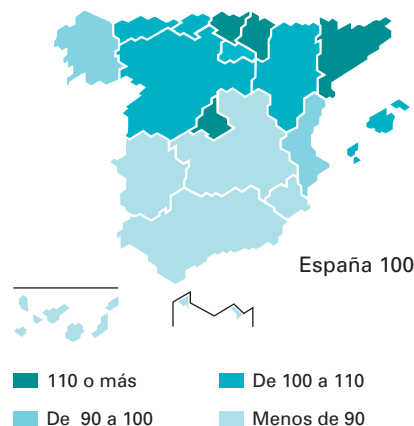 España 100
110 o más
De 100 a 110
De 90 a 100
Menos de 90